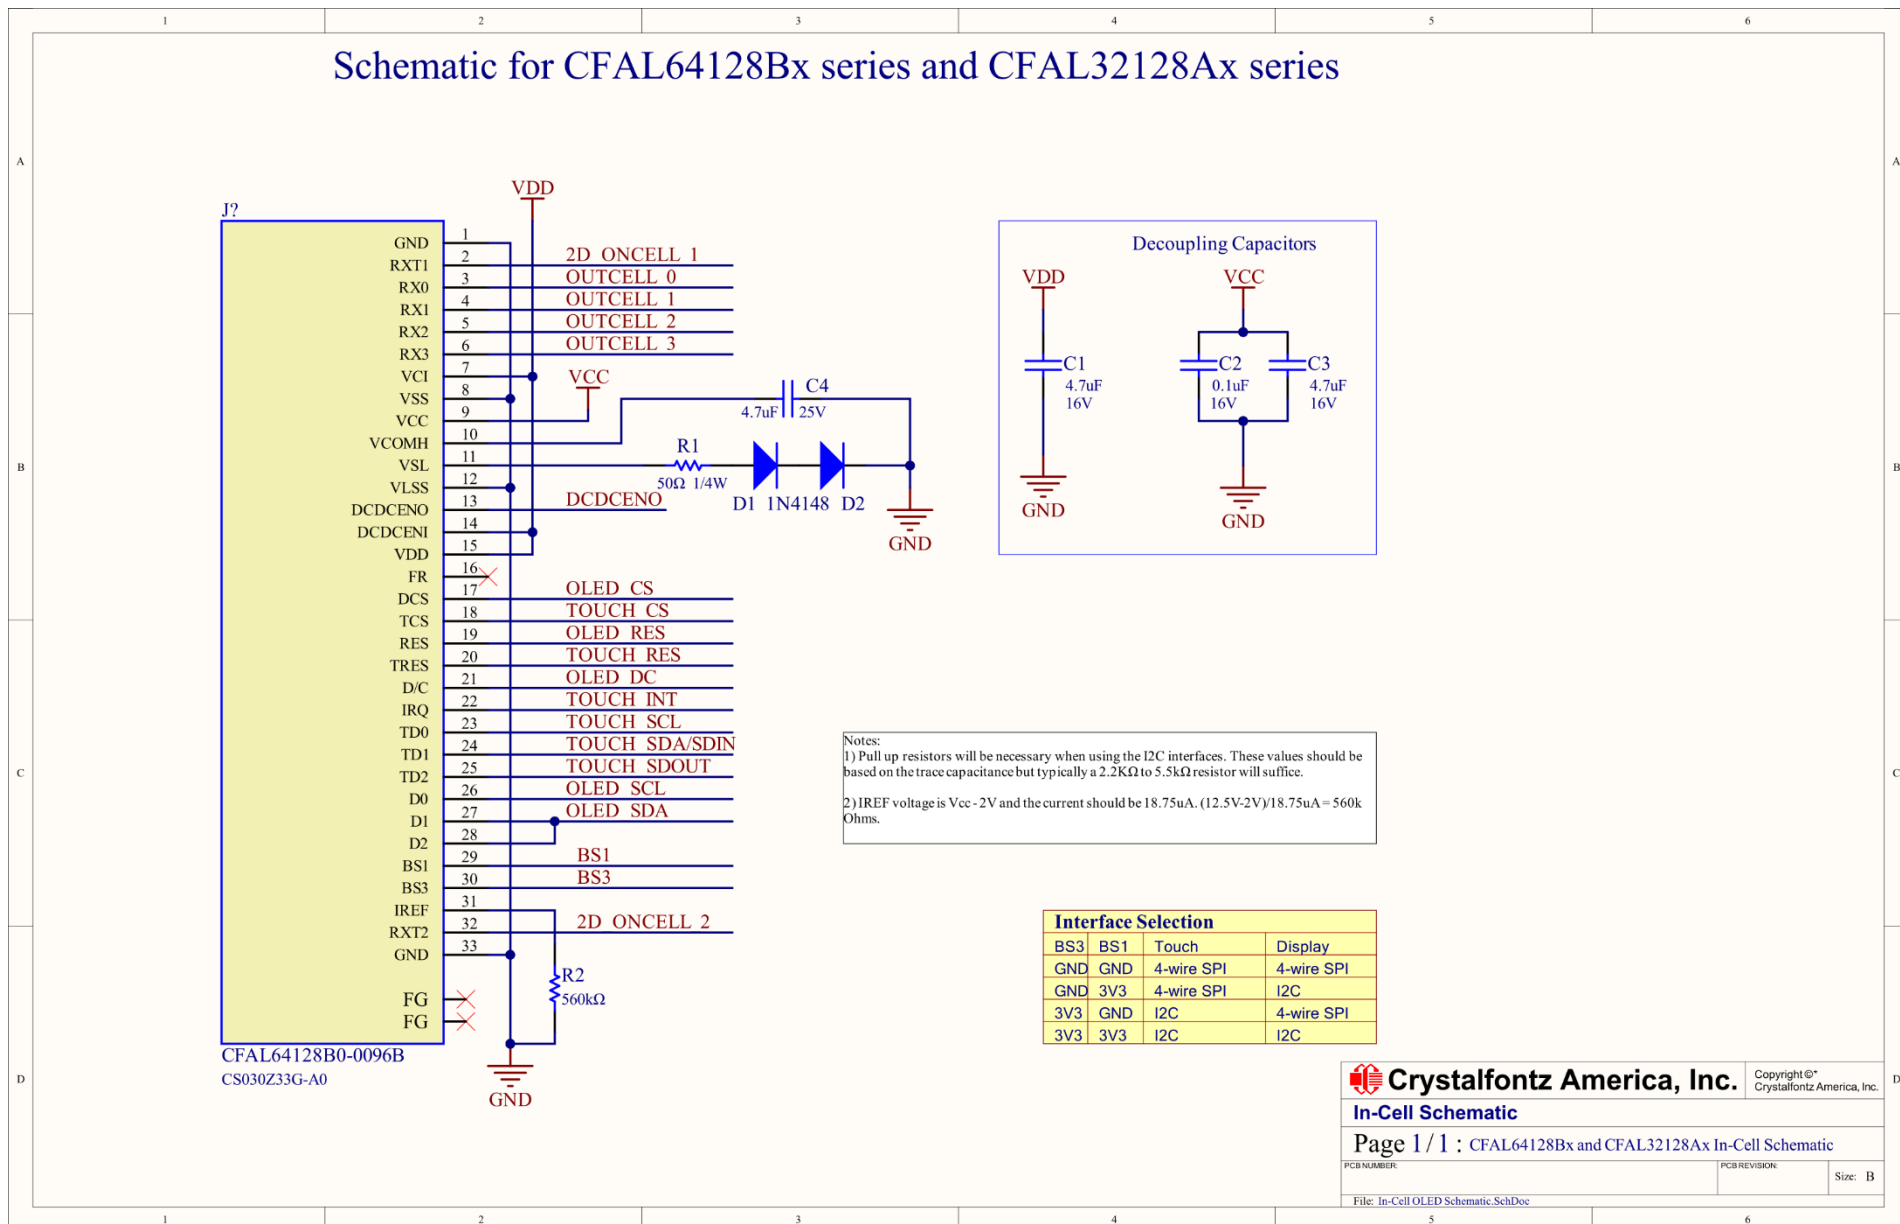 1 2 3 4 5 6
Schematic for CFAL64128Bx series and CFAL32128Ax series
A A
B B
C C
D D
J?
VDD
GND 1
RXT1 2 2D_ONCELL_1
RX0 3 OUTCELL_0
RX1 4 OUTCELL_1
RX2 5 OUTCELL_2
RX3 6 OUTCELL_3
VCI 7
VSS 8
VCC 9 VCC
VCOMH 10
VSL 11
VLSS 12
DCDCENO 13 DCDCENO
DCDCENI 14
VDD 15
FR 16
DCS 17 OLED_CS
TCS 18 TOUCH_CS
RES 19 OLED_RES
TRES 20 TOUCH_RES
D/C 21 OLED_DC
IRQ 22 TOUCH_INT
TD0 23 TOUCH_SCL
TD1 24 TOUCH_SDA/SDIN
TD2 25 TOUCH_SDOUT
D0 26 OLED_SCL
D1 27 OLED_SDA
D2 28
BS1 29 BS1
BS3 30 BS3
IREF 31
RXT2 32 2D_ONCELL_2
GND 33
FG
FG
CFAL64128B0-0096B
CS030Z33G-A0
R2
560kΩ
GND
C4
4.7uF 25V
R1
50Ω 1/4W
D1 1N4148 D2
GND
Decoupling Capacitors
VDD VCC
C1
4.7uF
16V
C2
0.1uF
16V
C3
4.7uF
16V
GND GND
Notes:
1) Pull up resistors will be necessary when using the I2C interfaces. These values should be
based on the trace capacitance but typically a 2.2KΩ to 5.5kΩ resistor will suffice.
2) IREF voltage is Vcc - 2V and the current should be 18.75uA. (12.5V-2V)/18.75uA = 560k
Ohms.
Interface Selection
BS3 BS1 Touch Display
GND GND 4-wire SPI 4-wire SPI
GND 3V3 4-wire SPI I2C
3V3 GND I2C 4-wire SPI
3V3 3V3 I2C I2C
Crystalfontz America, Inc.
Copyright ©*
Crystalfontz America, Inc.
In-Cell Schematic
Page 1 / 1 : CFAL64128Bx and CFAL32128Ax In-Cell Schematic
PCB NUMBER: PCB REVISION: Size: B
File: In-Cell OLED Schematic.SchDoc
1 2 3 4 5 6